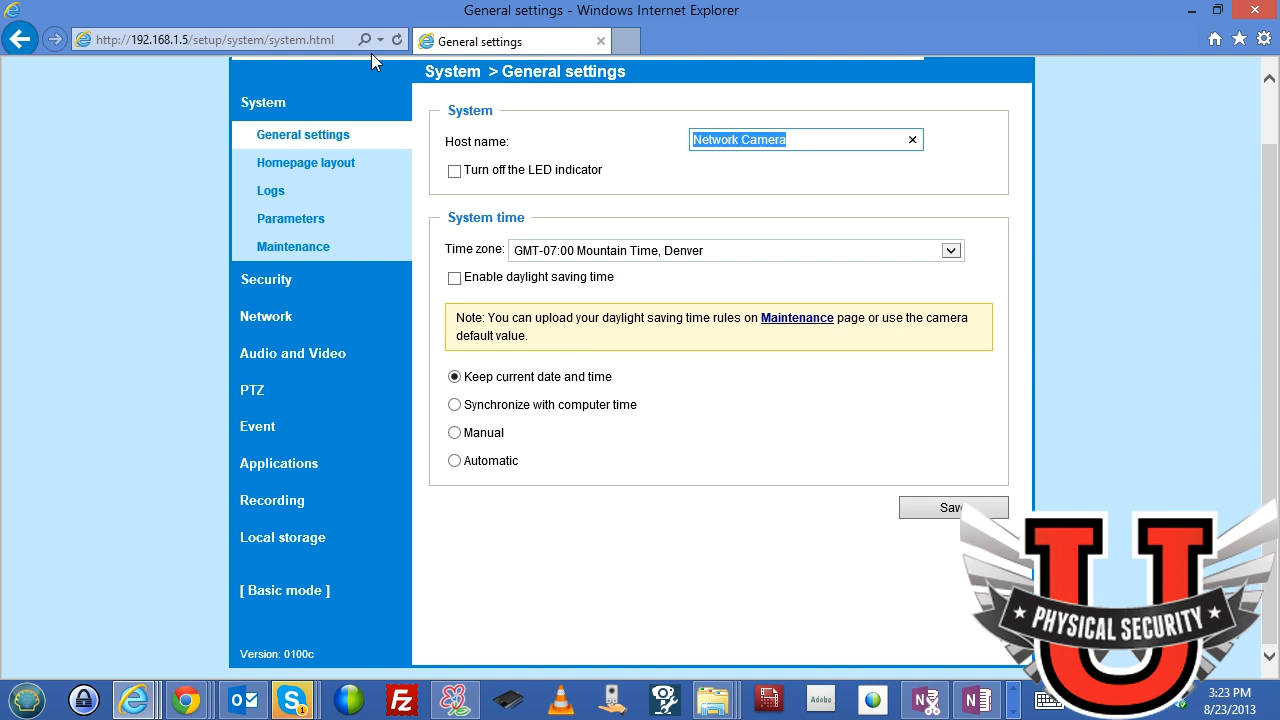 General settings - Windows Internet Explorer
http://192.168.1.5/setup/system/system.html
General settings
System > General settings
System
General settings
Homepage layout
Logs
Parameters
Maintenance
Security
Network
Audio and Video
PTZ
Event
Applications
Recording
Local storage
[ Basic mode ]
Version: 0100c
System
Host name:
Network Camera
Turn off the LED indicator
System time
Time zone:
GMT-07:00 Mountain Time, Denver
Enable daylight saving time
Note: You can upload your daylight saving time rules on Maintenance page or use the camera
default value.
Keep current date and time
Synchronize with computer time
Manual
Automatic
Save
U
PHYSICAL SECURITY
Adobe
3:23 PM
8/23/2013